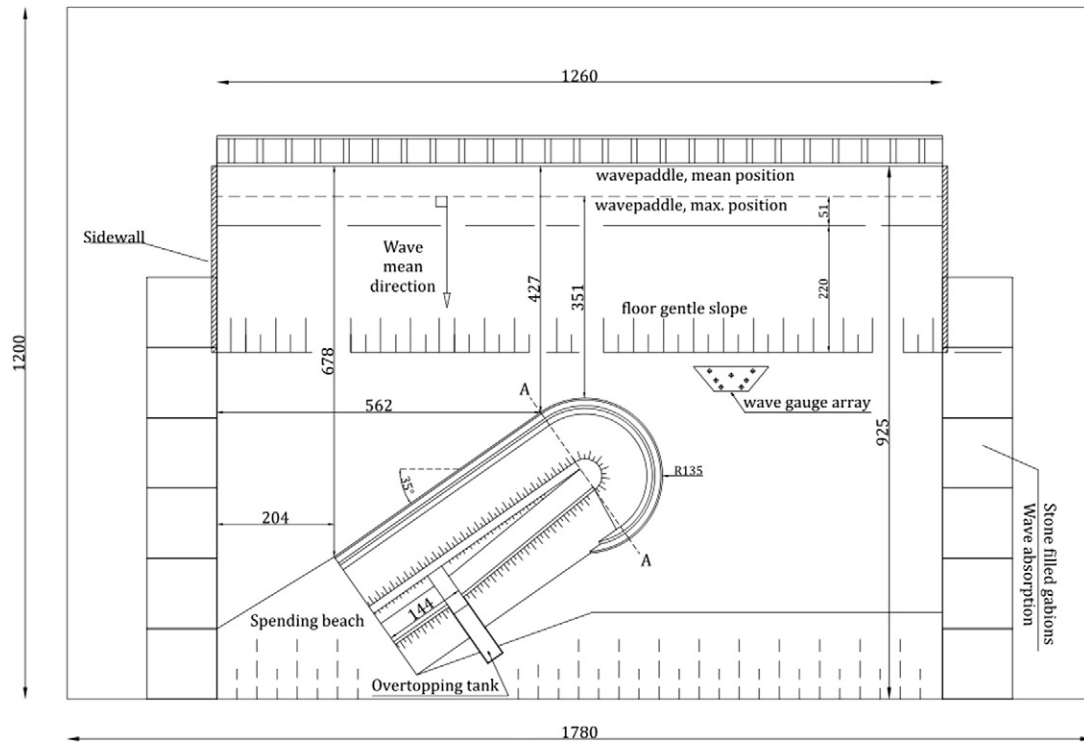 1260
wavepaddle, mean position
wavepaddle, max. position
51
Sidewall
Wave
mean
direction
427
351
220
floor gentle slope
1200
678
A
wave gauge array
562
925
R135
35°
204
Stone filled gabions
Wave absorption
A
144
Spending beach
Overtopping tank
1780